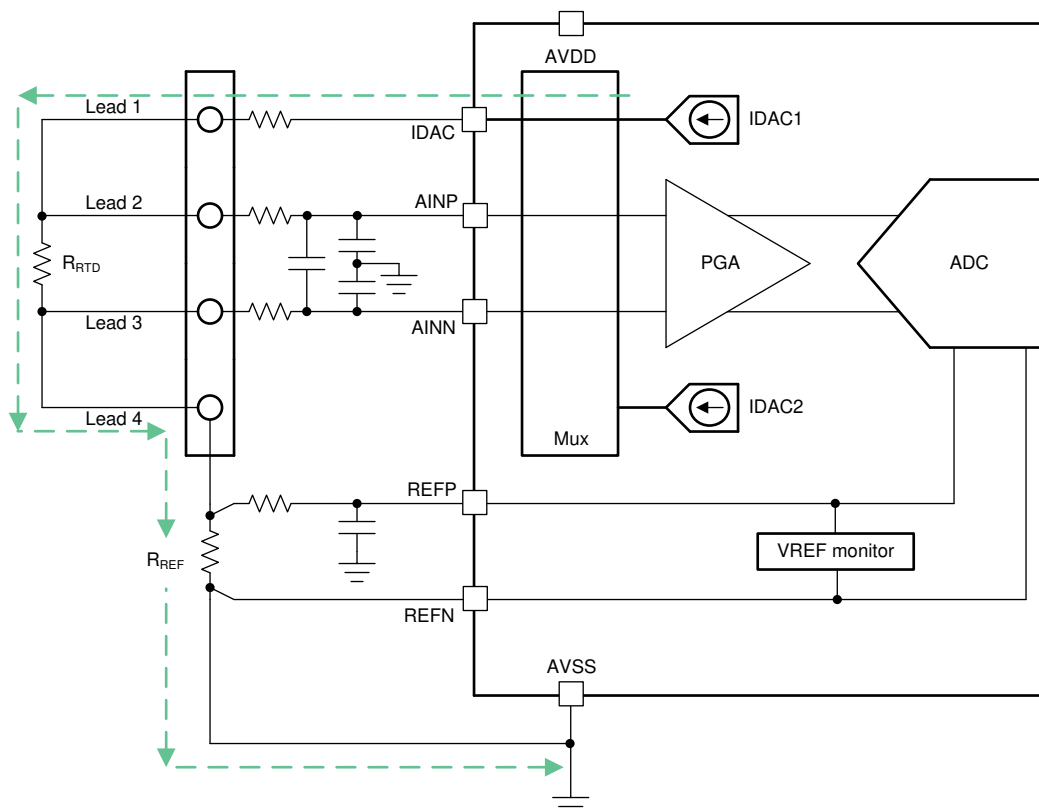 AVDD
Lead 1
IDAC
IDAC1
Lead 2
AINP
RRTD
PGA
ADC
Lead 3
AINN
Lead 4
IDAC2
Mux
REFP
RREF
VREF monitor
REFN
AVSS